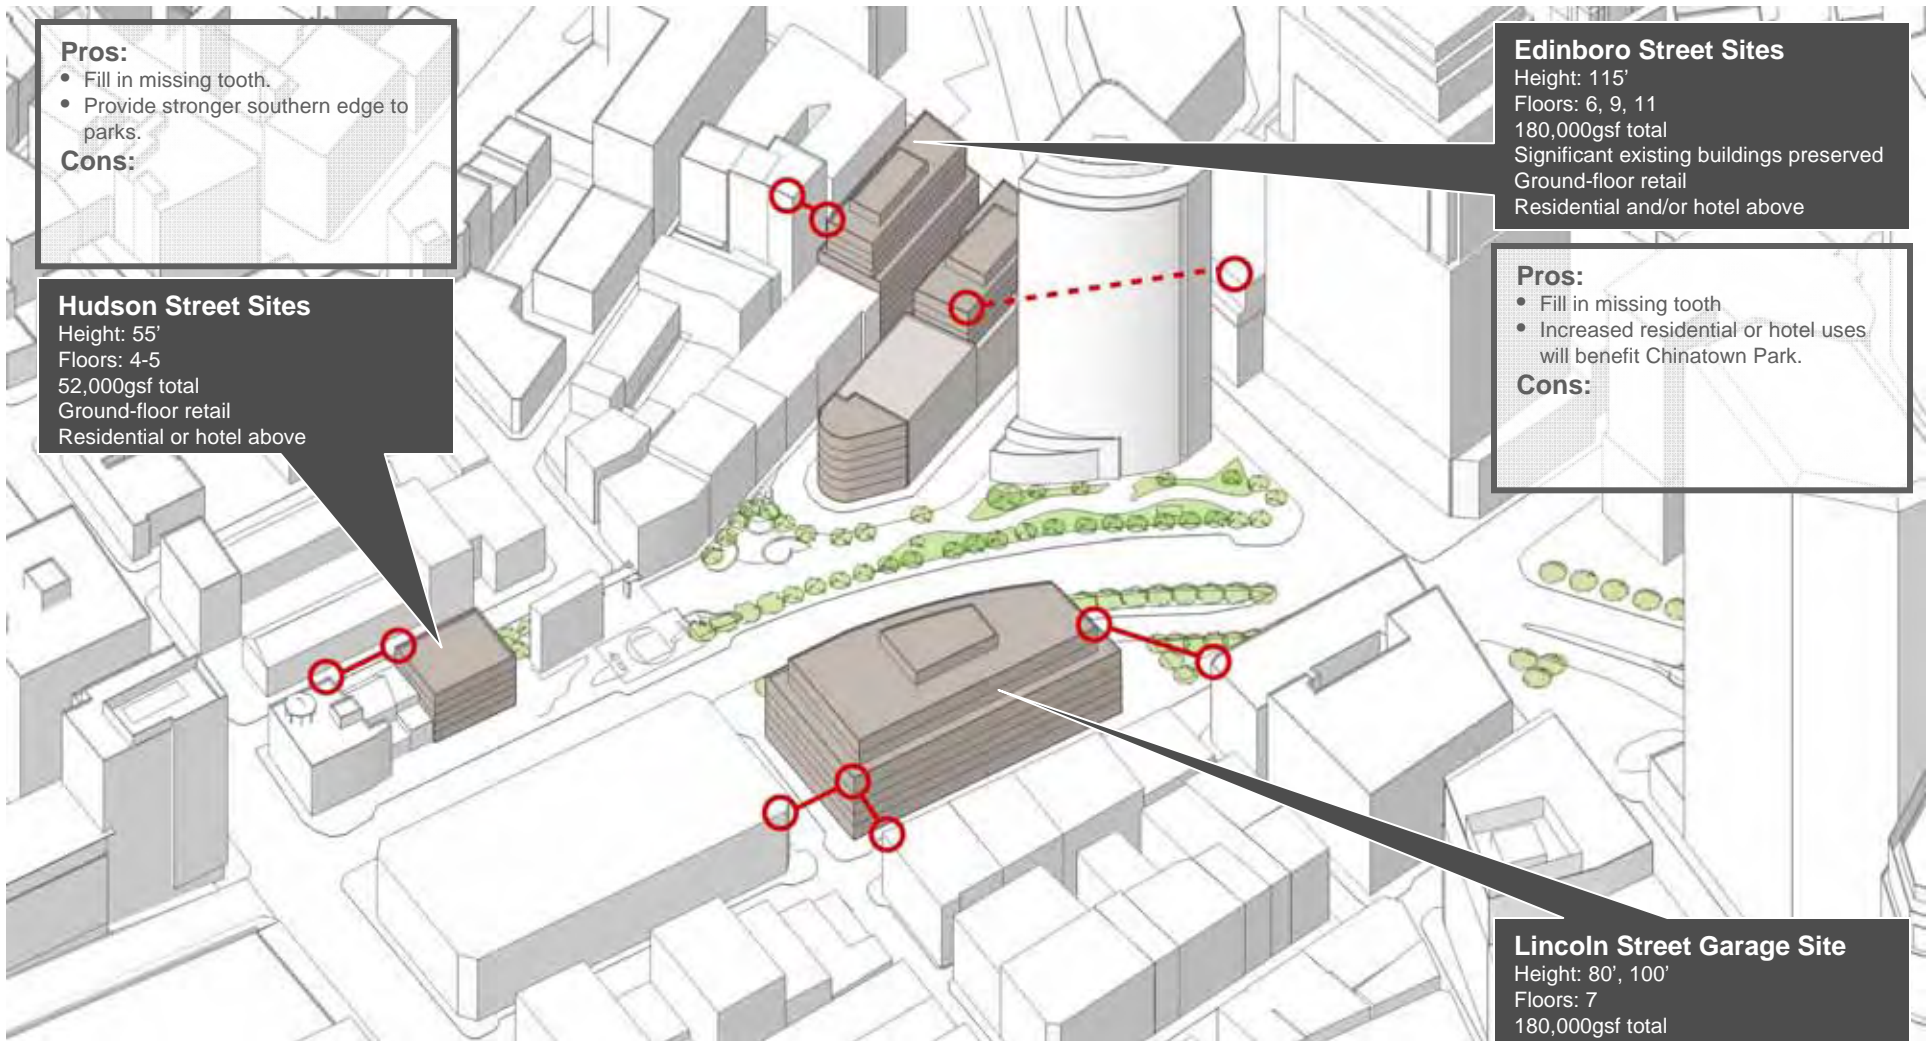 Pros:
• Fill in missing tooth.
• Provide stronger southern edge to
parks.
Cons:
Hudson Street Sites
Height: 55’
Floors: 4-5
52,000gsf total
Ground-floor retail
Residential or hotel above
Edinboro Street Sites
Height: 115’
Floors: 6, 9, 11
180,000gsf total
Significant existing buildings preserved
Ground-floor retail
Residential and/or hotel above
Pros:
• Fill in missing tooth
• Increased residential or hotel uses
will benefit Chinatown Park.
Cons:
Lincoln Street Garage Site
Height: 80’, 100’
Floors: 7
180,000gsf total